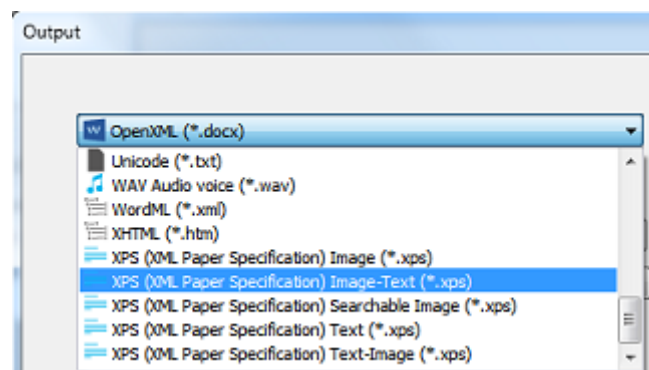 Output
OpenXML (*.docx)
Unicode (*.txt)
WAV Audio voice (*.wav)
WordML (*.xml)
XHTML (*.htm)
XPS (XML Paper Specification) Image (*.xps)
XPS (XML Paper Specification) Image-Text (*.xps)
XPS (XML Paper Specification) Searchable Image (*.xps)
XPS (XML Paper Specification) Text (*.xps)
XPS (XML Paper Specification) Text-Image (*.xps)